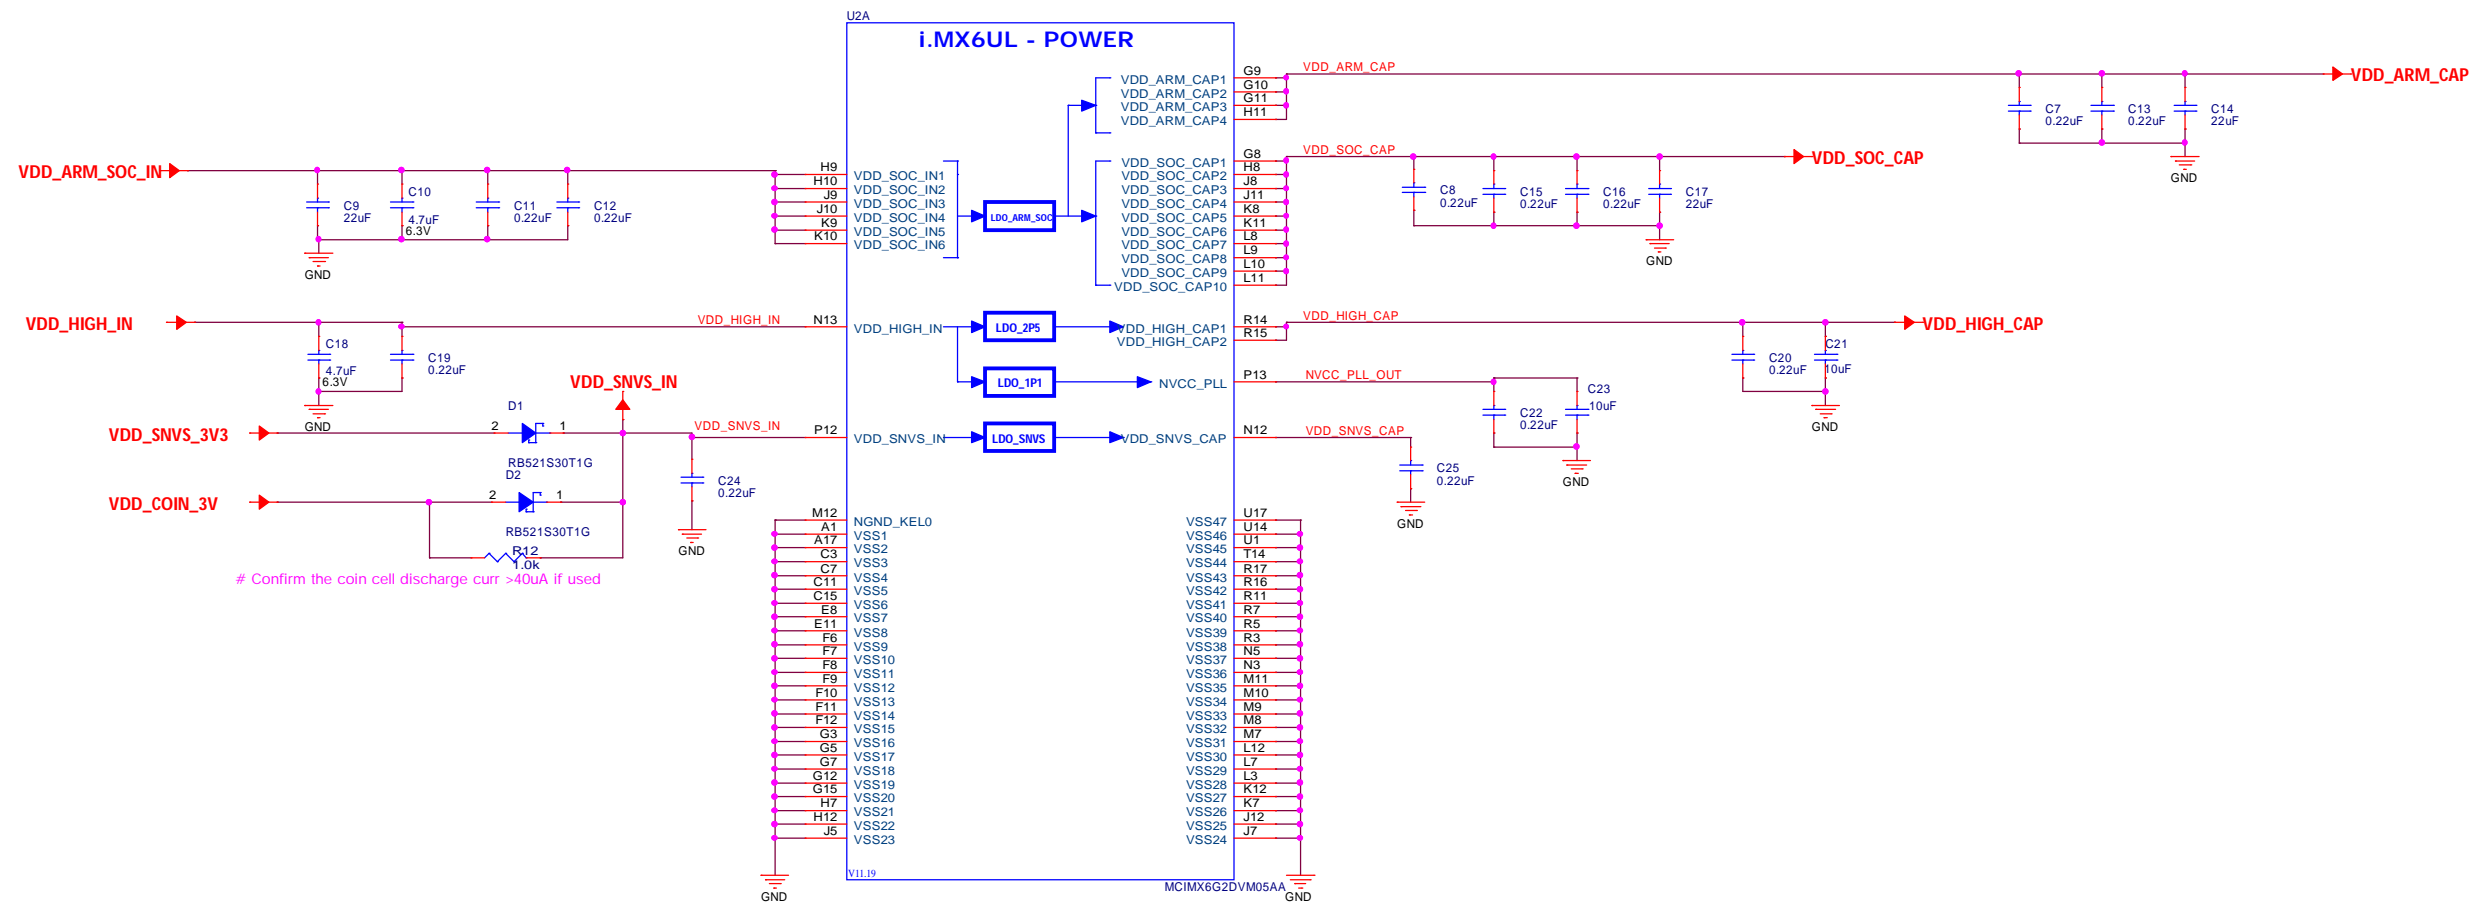 U2A
i.MX6UL - POWER
VDD_ARM_SOC_IN
C9
22uF
C10
4.7uF
6.3V
C11
0.22uF
C12
0.22uF
GND
H9 VDD_SOC_IN1
H10 VDD_SOC_IN2
J9 VDD_SOC_IN3
J10 VDD_SOC_IN4
K9 VDD_SOC_IN5
K10 VDD_SOC_IN6
LDO_ARM_SOC
VDD_ARM_CAP1 G9
VDD_ARM_CAP2 G10
VDD_ARM_CAP3 G11
VDD_ARM_CAP4 H11
VDD_ARM_CAP
VDD_ARM_CAP
C7
0.22uF
C13
0.22uF
C14
22uF
GND
VDD_SOC_CAP1 G8
VDD_SOC_CAP2 H8
VDD_SOC_CAP3 J8
VDD_SOC_CAP4 J11
VDD_SOC_CAP5 K8
VDD_SOC_CAP6 K11
VDD_SOC_CAP7 L8
VDD_SOC_CAP8 L9
VDD_SOC_CAP9 L10
VDD_SOC_CAP10 L11
VDD_SOC_CAP
VDD_SOC_CAP
C8
0.22uF
C15
0.22uF
C16
0.22uF
C17
22uF
GND
VDD_HIGH_IN
VDD_HIGH_IN
N13 VDD_HIGH_IN
C18
4.7uF
6.3V
C19
0.22uF
GND
LDO_2P5
VDD_HIGH_CAP1 R14
VDD_HIGH_CAP2 R15
VDD_HIGH_CAP
VDD_HIGH_CAP
C20
0.22uF
C21
10uF
GND
LDO_1P1
NVCC_PLL P13
NVCC_PLL_OUT
C22
0.22uF
C23
10uF
GND
VDD_SNVS_IN
VDD_SNVS_3V3
D1
2 1
RB521S30T1G
VDD_SNVS_IN
P12 VDD_SNVS_IN
LDO_SNVS
VDD_SNVS_CAP N12
VDD_SNVS_CAP
C25
0.22uF
GND
C24
0.22uF
GND
VDD_COIN_3V
D2
2 1
RB521S30T1G
R12
1.0k
# Confirm the coin cell discharge curr >40uA if used
M12 NGND_KEL0
A1 VSS1
A17 VSS2
C3 VSS3
C7 VSS4
C11 VSS5
C15 VSS6
E8 VSS7
E11 VSS8
F6 VSS9
F7 VSS10
F8 VSS11
F9 VSS12
F10 VSS13
F11 VSS14
F12 VSS15
G3 VSS16
G5 VSS17
G7 VSS18
G12 VSS19
G15 VSS20
H7 VSS21
H12 VSS22
J5 VSS23
GND
VSS47 U17
VSS46 U14
VSS45 U1
VSS44 T14
VSS43 R17
VSS42 R16
VSS41 R11
VSS40 R7
VSS39 R5
VSS38 R3
VSS37 N5
VSS36 N3
VSS35 M11
VSS34 M10
VSS33 M9
VSS32 M8
VSS31 M7
VSS30 L12
VSS29 L7
VSS28 L3
VSS27 K12
VSS26 K7
VSS25 J12
VSS24 J7
GND
V11.19
MCIMX6G2DVM05AA